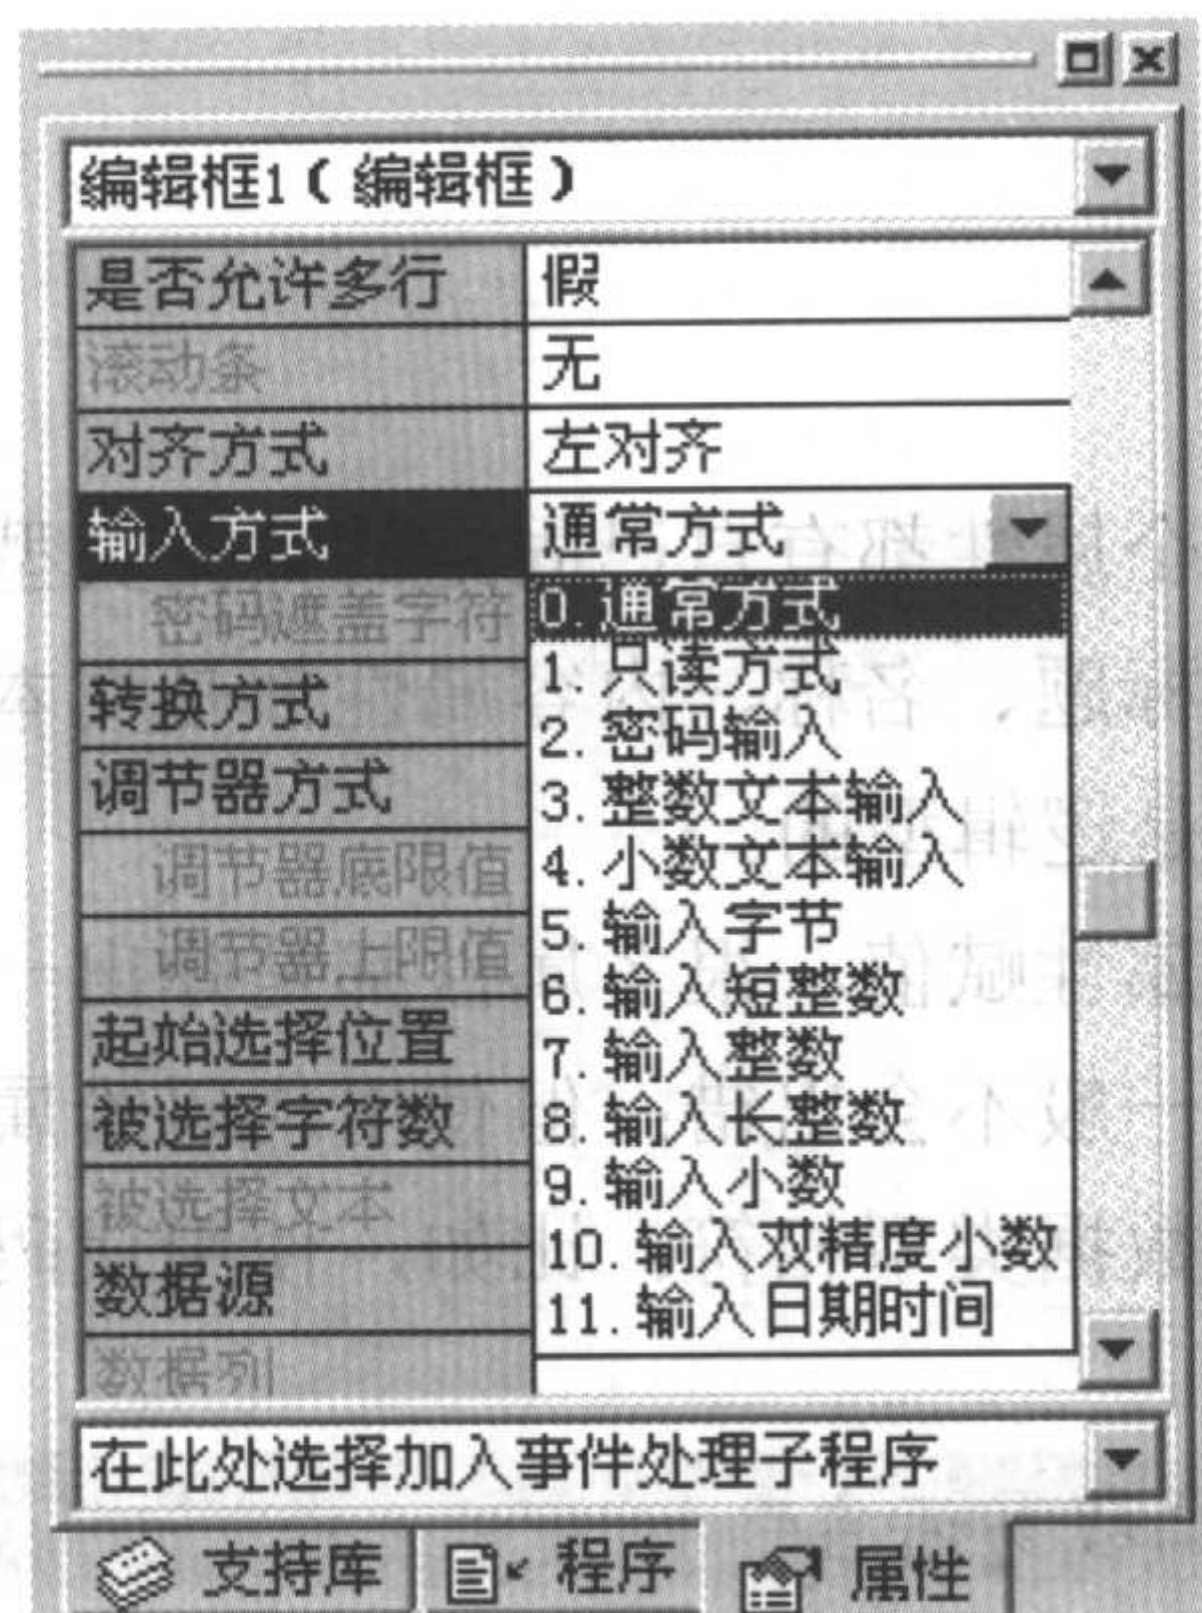 编辑框1(编辑框)
是否允许多行 假
滚动条 无
对齐方式 左对齐
输入方式 通常方式
密码遮盖字符 0.通常方式
1.只读方式
转换方式 2.密码输入
调节器方式 3.整数文本输入
调节器底限值 4.小数文本输入
调节器上限值 5.输入字节
6.输入短整数
起始选择位置 7.输入整数
被选择字符数 8.输入长整数
被选择文本 9.输入小数
数据源 10.输入双精度小数
11.输入日期时间
数据列
在此处选择加入事件处理子程序
支持库 程序 属性